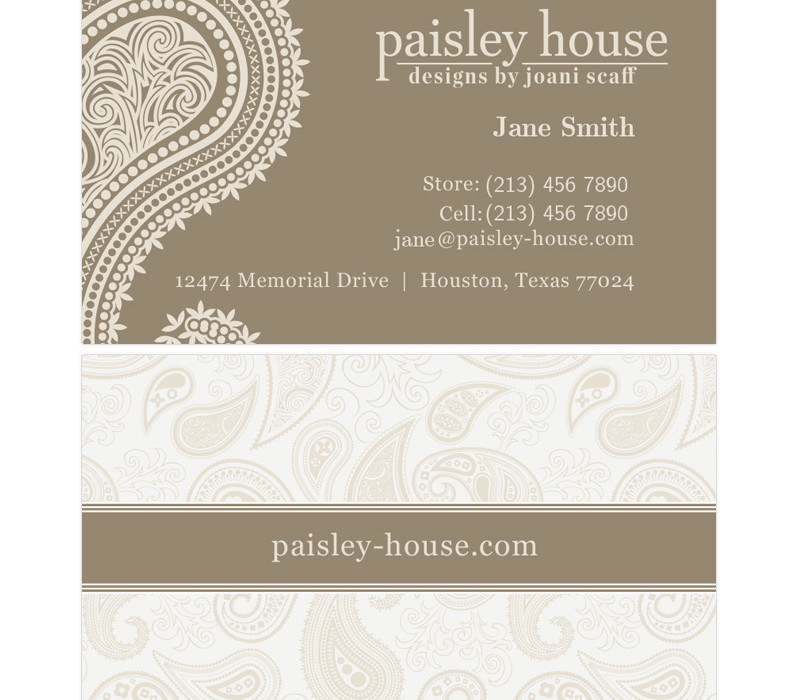 paisley house
designs by joani scaff
Jane Smith
Store: (213) 456 7890
Cell: (213) 456 7890
jane@paisley-house.com
12474 Memorial Drive | Houston, Texas 77024
paisley-house.com